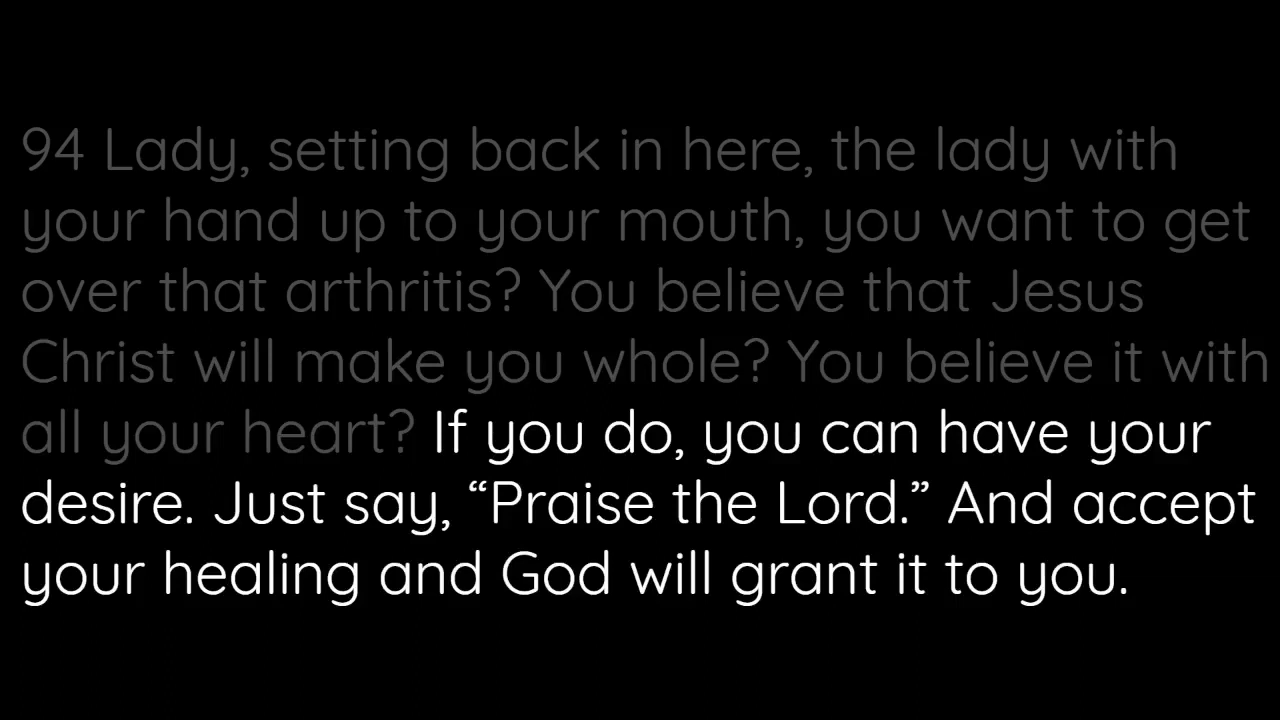 94 Lady, setting back in here, the lady with
your hand up to your mouth, you want to get
over that arthritis? You believe that Jesus
Christ will make you whole? You believe it with
all your heart? If you do, you can have your
desire. Just say, “Praise the Lord.” And accept
your healing and God will grant it to you.